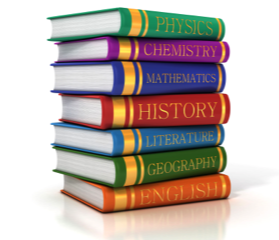 PHYSICS
CHEMISTRY
MATHEMATICS
HISTORY
LITERATURE
GEOGRAPHY
ENGLISH